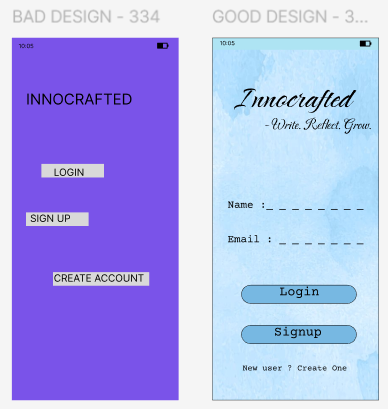 BAD DESIGN - 334
10:05
INNOCRAFTED
LOGIN
SIGN UP
CREATE ACCOUNT
GOOD DESIGN - 3...
10:05
Innocrafted
-Write. Reflect. Grow.
Name :_ _ _ _ _ _ _ _
Email : _ _ _ _ _ _ _
Login
Signup
New user ? Create One